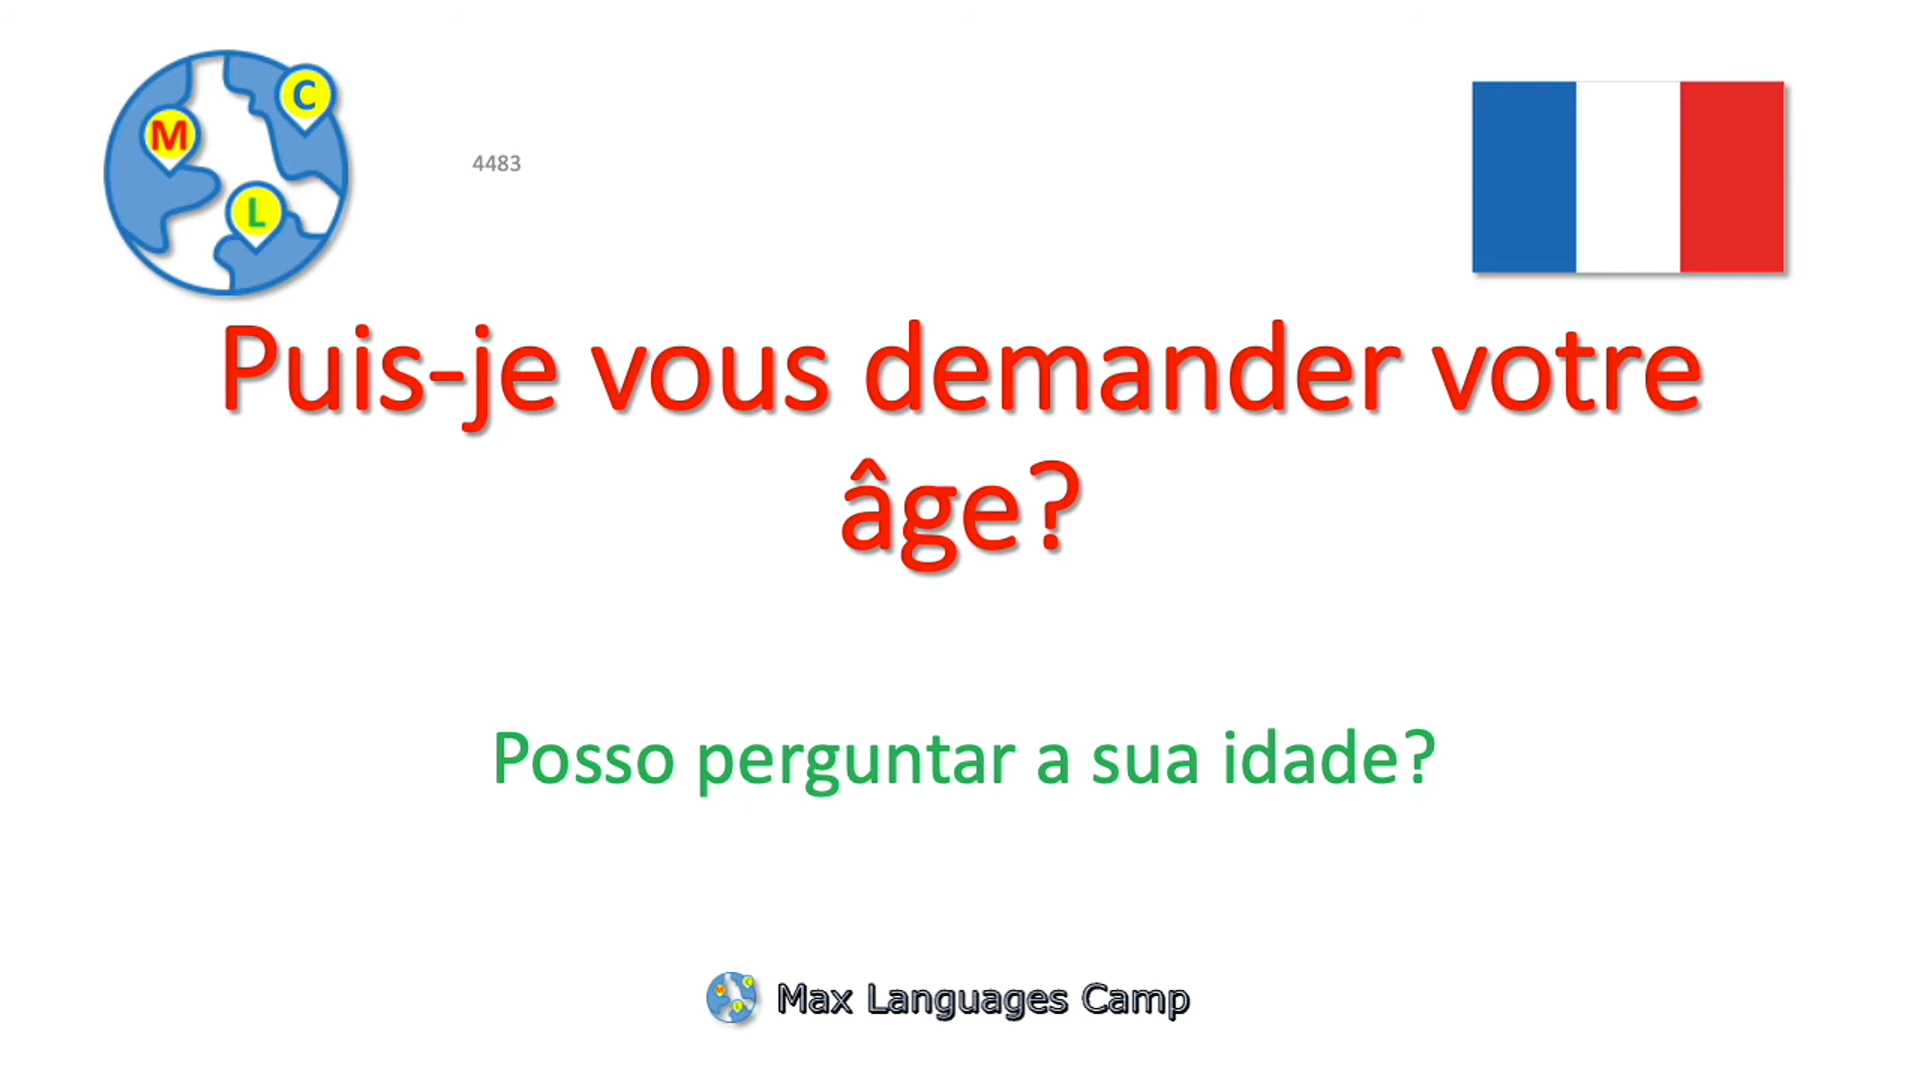 C
M
L
4483
Puis-je vous demander votre
âge?
Posso perguntar a sua idade?
Max Languages Camp